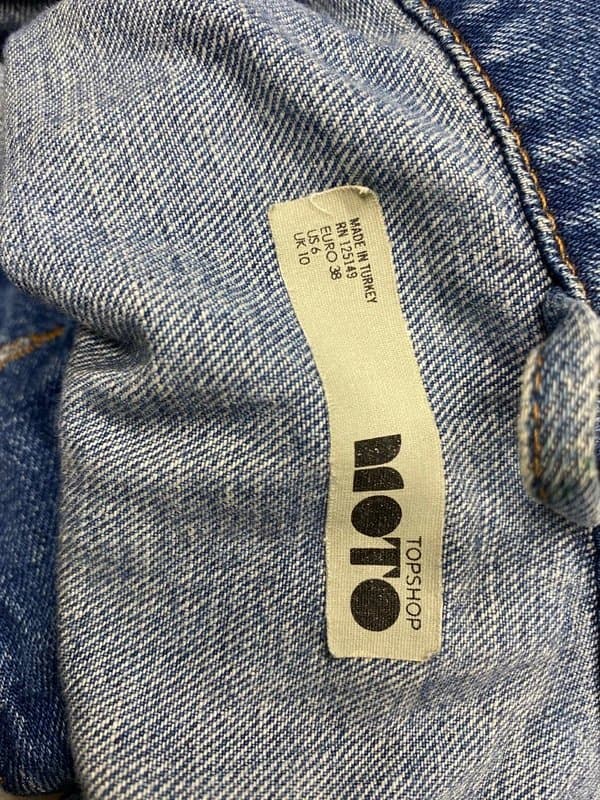 TOPSHOP
MOTO
MADE IN TURKEY
RN 125149
EURO 38
US 6
UK 10